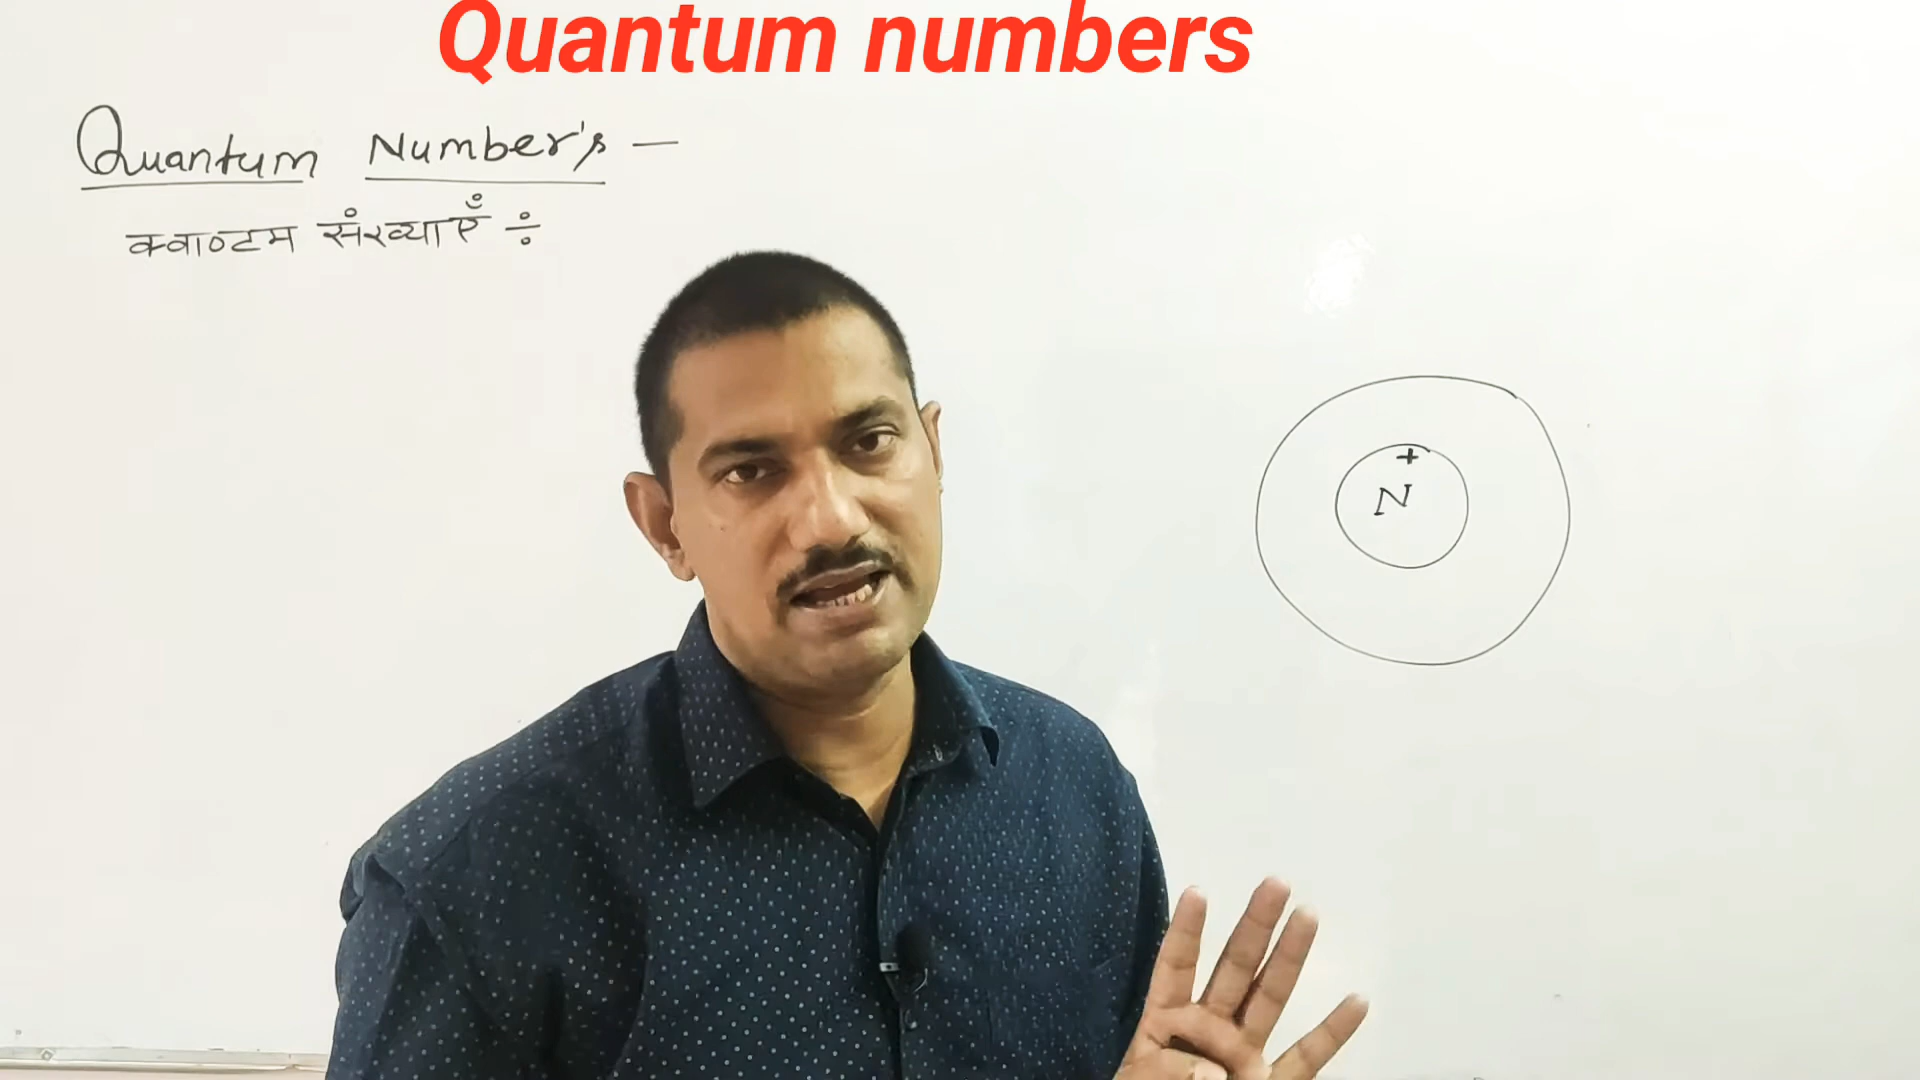 Quantum numbers
Quantum Number's —
क्वाण्टम संख्याएँ ÷
+
N